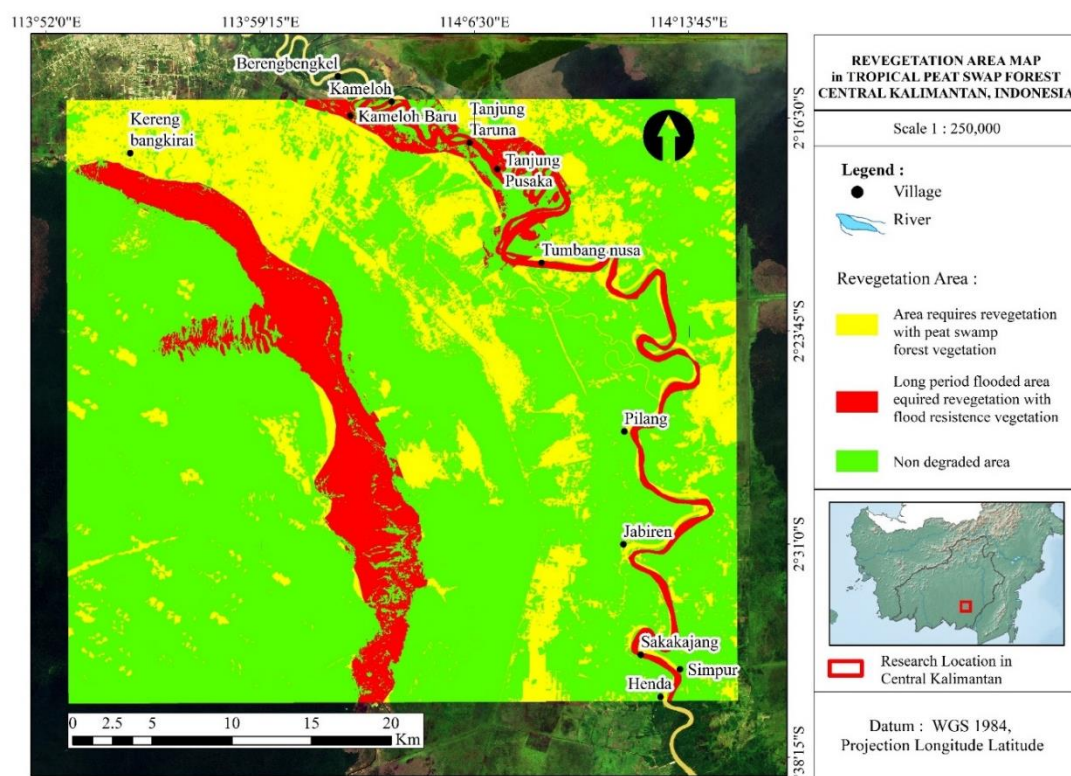 113°52'0"E
113°59'15"E
114°6'30"E
114°13'45"E
2°16'30"S
2°23'45"S
2°31'0"S
38'15"S
Berengbengkel
Kameloh
Kameloh Baru
Tanjung
Taruna
Kereng
bangkirai
Tanjung
Pusaka
Tumbang nusa
Pilang
Jabiren
Sakakajang
Simpur
Henda
0 2.5 5 10 15 20
Km
REVEGETATION AREA MAP
in TROPICAL PEAT SWAP FOREST
CENTRAL KALIMANTAN, INDONESIA
Scale 1 : 250,000
Legend :
Village
River
Revegetation Area :
Area requires revegetation
with peat swamp
forest vegetation
Long period flooded area
equired revegetation with
flood resistence vegetation
Non degraded area
Research Location in
Central Kalimantan
Datum : WGS 1984,
Projection Longitude Latitude